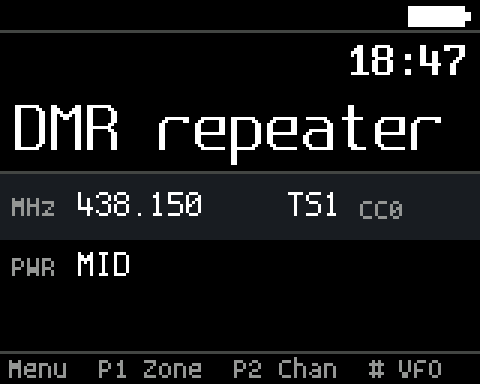 18:47
DMR repeater
MHz 438.150 TS1 CC0
PWR MID
Menu P1 Zone P2 Chan # VFO